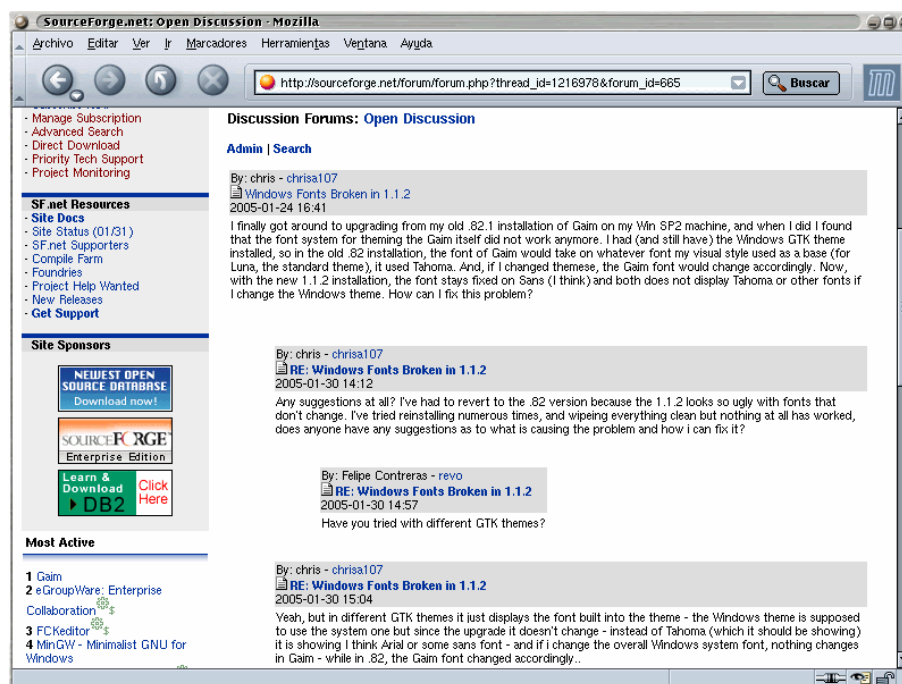 SourceForge.net: Open Discussion - Mozilla
Archivo Editar Ver Ir Marcadores Herramientas Ventana Ayuda
http://sourceforge.net/forum/forum.php?thread_id=1216978&forum_id=665
Buscar
- Manage Subscription
- Advanced Search
- Direct Download
- Priority Tech Support
- Project Monitoring
SF.net Resources
- Site Docs
- Site Status (01/31)
- SF.net Supporters
- Compile Farm
- Foundries
- Project Help Wanted
- New Releases
- Get Support
Site Sponsors
NEWEST OPEN
SOURCE DATABASE
Download now!
SOURCEFORGE
Enterprise Edition
Learn &
Download
DB2
Click
Here
Most Active
1 Gaim
2 eGroupWare: Enterprise
Collaboration $
3 FCKeditor $
4 MinGW - Minimalist GNU for
Windows
Discussion Forums: Open Discussion
Admin | Search
By: chris - chrisa107
Windows Fonts Broken in 1.1.2
2005-01-24 16:41
I finally got around to upgrading from my old .82.1 installation of Gaim on my Win SP2 machine, and when I did I found
that the font system for theming the Gaim itself did not work anymore. I had (and still have) the Windows GTK theme
installed, so in the old .82 installation, the font of Gaim would take on whatever font my visual style used as a base (for
Luna, the standard theme), it used Tahoma. And, if I changed themese, the Gaim font would change accordingly. Now,
with the new 1.1.2 installation, the font stays fixed on Sans (I think) and both does not display Tahoma or other fonts if
I change the Windows theme. How can I fix this problem?
By: chris - chrisa107
RE: Windows Fonts Broken in 1.1.2
2005-01-30 14:12
Any suggestions at all? I've had to revert to the .82 version because the 1.1.2 looks so ugly with fonts that
don't change. I've tried reinstalling numerous times, and wipeing everything clean but nothing at all has worked,
does anyone have any suggestions as to what is causing the problem and how i can fix it?
By: Felipe Contreras - revo
RE: Windows Fonts Broken in 1.1.2
2005-01-30 14:57
Have you tried with different GTK themes?
By: chris - chrisa107
RE: Windows Fonts Broken in 1.1.2
2005-01-30 15:04
Yeah, but in different GTK themes it just displays the font built into the theme - the Windows theme is supposed
to use the system one but since the upgrade it doesn't change - instead of Tahoma (which it should be showing)
it is showing I think Arial or some sans font - and if i change the overall Windows system font, nothing changes
in Gaim - while in .82, the Gaim font changed accordingly..